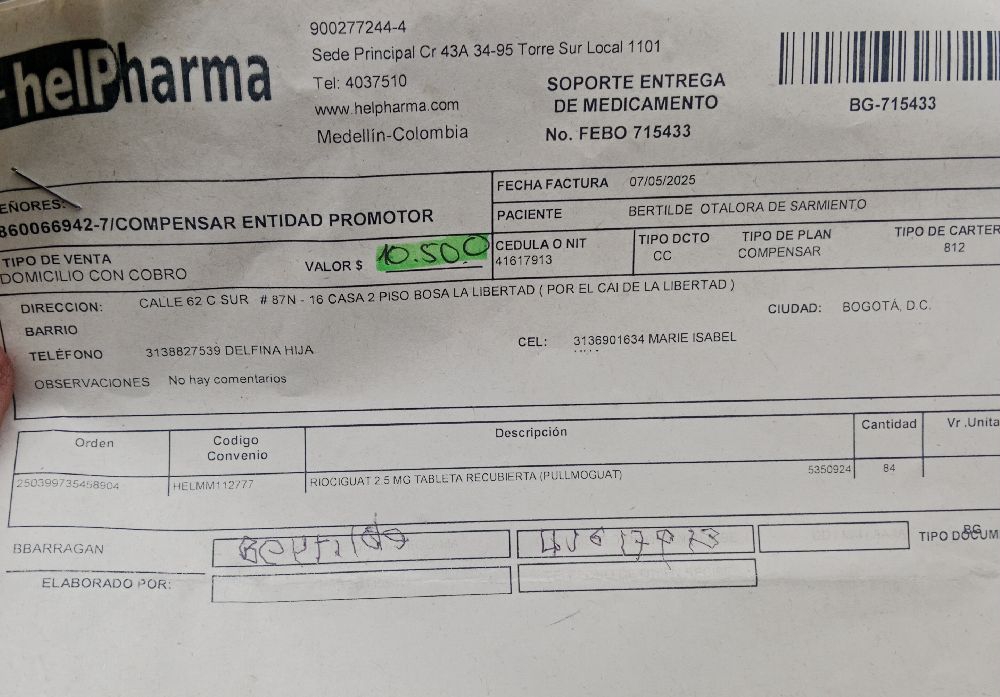 helPharma
900277244-4
Sede Principal Cr 43A 34-95 Torre Sur Local 1101
Tel: 4037510
www.helpharma.com
Medellín-Colombia
SOPORTE ENTREGA
DE MEDICAMENTO
No. FEBO 715433
BG-715433
EÑORES:
860066942-7/COMPENSAR ENTIDAD PROMOTOR
FECHA FACTURA 07/05/2025
PACIENTE BERTILDE OTALORA DE SARMIENTO
TIPO DE VENTA
DOMICILIO CON COBRO
VALOR $ 10.500
CEDULA O NIT
41617913
TIPO DCTO
CC
TIPO DE PLAN
COMPENSAR
TIPO DE CARTER
812
DIRECCION: CALLE 62 C SUR # 87N - 16 CASA 2 PISO BOSA LA LIBERTAD ( POR EL CAI DE LA LIBERTAD )
BARRIO
CIUDAD: BOGOTÁ, D.C.
TELÉFONO 3138827539 DELFINA HIJA
CEL: 3136901634 MARIE ISABEL
OBSERVACIONES No hay comentarios
Orden Codigo Convenio Descripción Cantidad Vr .Unita
250399735458904 HELMM112777 RIOCIGUAT 2.5 MG TABLETA RECUBIERTA (PULLMOGUAT) 5350924 84
BBARRAGAN
TIPO DOCUM
BG
ELABORADO POR: